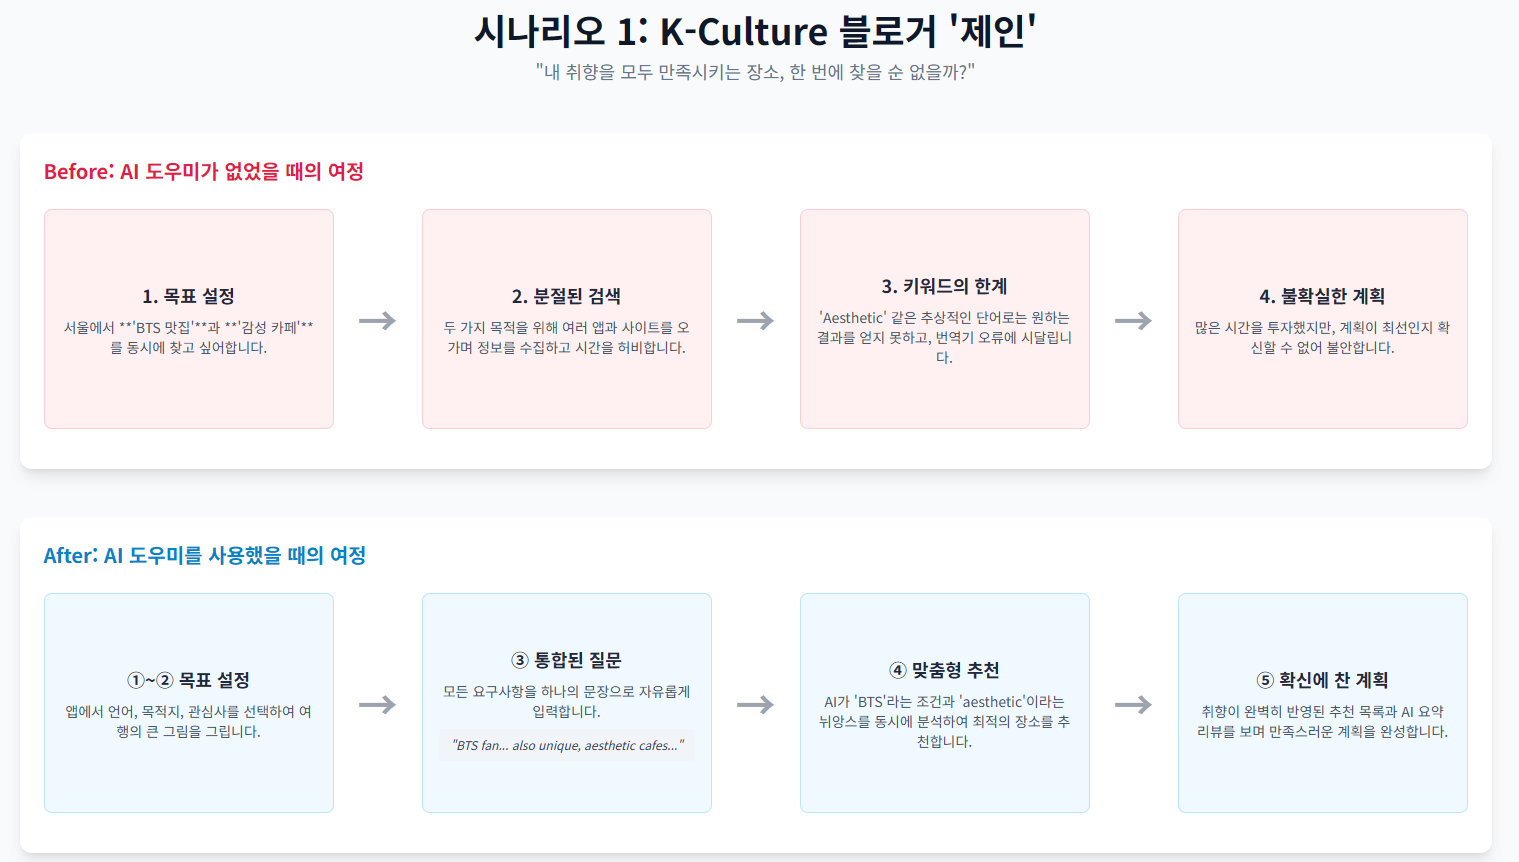 시나리오 1: K-Culture 블로거 '제인'
"내 취향을 모두 만족시키는 장소, 한 번에 찾을 순 없을까?"
Before: AI 도우미가 없었을 때의 여정
1. 목표 설정
서울에서 **'BTS 맛집'**과 **'감성 카페'**
를 동시에 찾고 싶어합니다.
→
2. 분절된 검색
두 가지 목적을 위해 여러 앱과 사이트를 오
가며 정보를 수집하고 시간을 허비합니다.
→
3. 키워드의 한계
'Aesthetic' 같은 추상적인 단어로는 원하는
결과를 얻지 못하고, 번역기 오류에 시달립니
다.
→
4. 불확실한 계획
많은 시간을 투자했지만, 계획이 최선인지 확
신할 수 없어 불안합니다.
After: AI 도우미를 사용했을 때의 여정
①~② 목표 설정
앱에서 언어, 목적지, 관심사를 선택하여 여
행의 큰 그림을 그립니다.
→
③ 통합된 질문
모든 요구사항을 하나의 문장으로 자유롭게
입력합니다.
"BTS fan... also unique, aesthetic cafes..."
→
④ 맞춤형 추천
AI가 'BTS'라는 조건과 'aesthetic'이라는
뉘앙스를 동시에 분석하여 최적의 장소를 추
천합니다.
→
⑤ 확신에 찬 계획
취향이 완벽히 반영된 추천 목록과 AI 요약
리뷰를 보며 만족스러운 계획을 완성합니다.